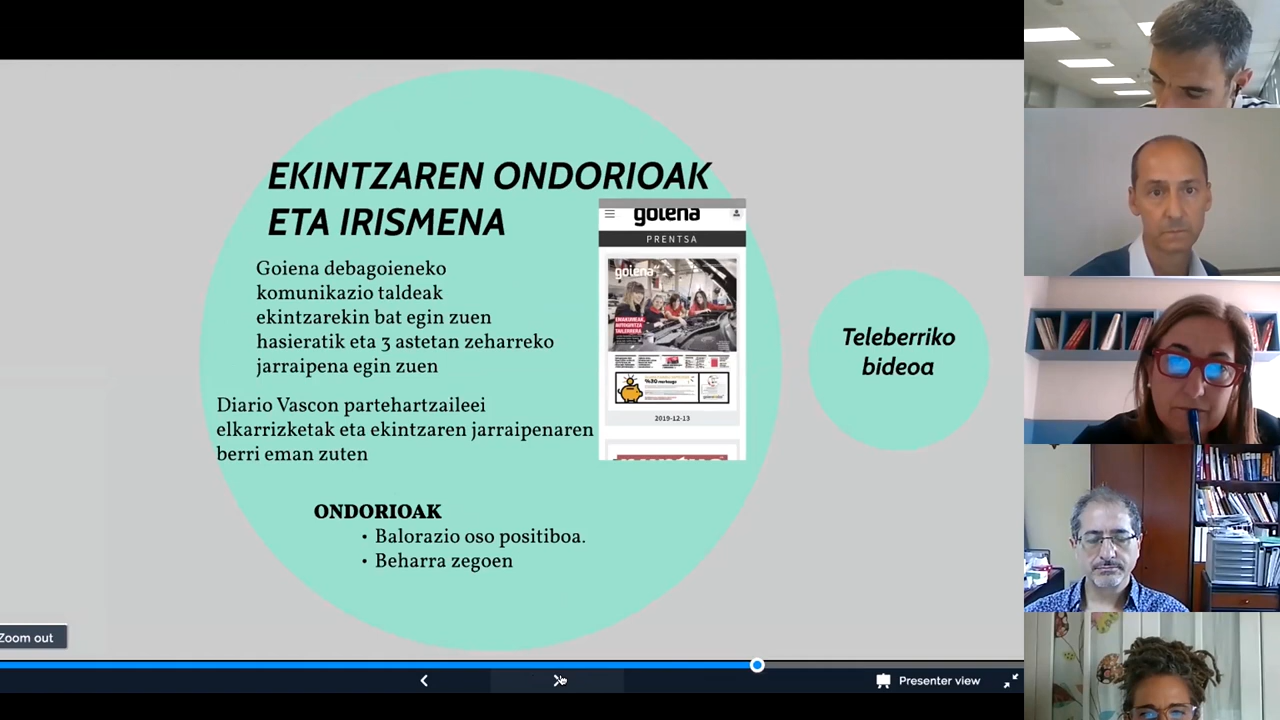 EKINTZAREN ONDORIOAK
ETA IRISMENA
Goiena debagoieneko
komunikazio taldeak
ekintzarekin bat egin zuen
hasieratik eta 3 astetan zeharreko
jarraipena egin zuen
Diario Vascon partehartzaileei
elkarrizketak eta ekintzaren jarraipenaren
berri eman zuten
ONDORIOAK
• Balorazio oso positiboa.
• Beharra zegoen
goiena
PRENTSA
goiena
2019-12-13
Teleberriko
bideoa
Zoom out
Presenter view